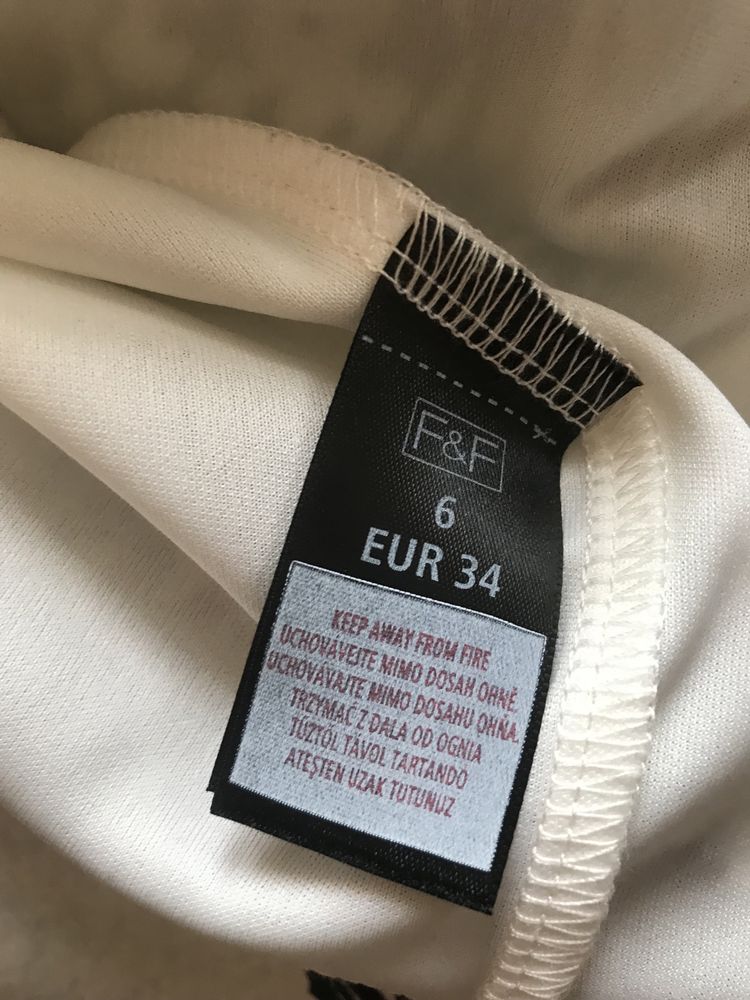 F&F
6
EUR 34
KEEP AWAY FROM FIRE
UCHOVÁVEJTE MIMO DOSAH OHNĚ.
UCHOVÁVAJTE MIMO DOSAHU OHŇA.
TRZYMAĆ Z DALA OD OGNIA
TŰZTŐL TÁVOL TARTANDÓ
ATEŞTEN UZAK TUTUNUZ